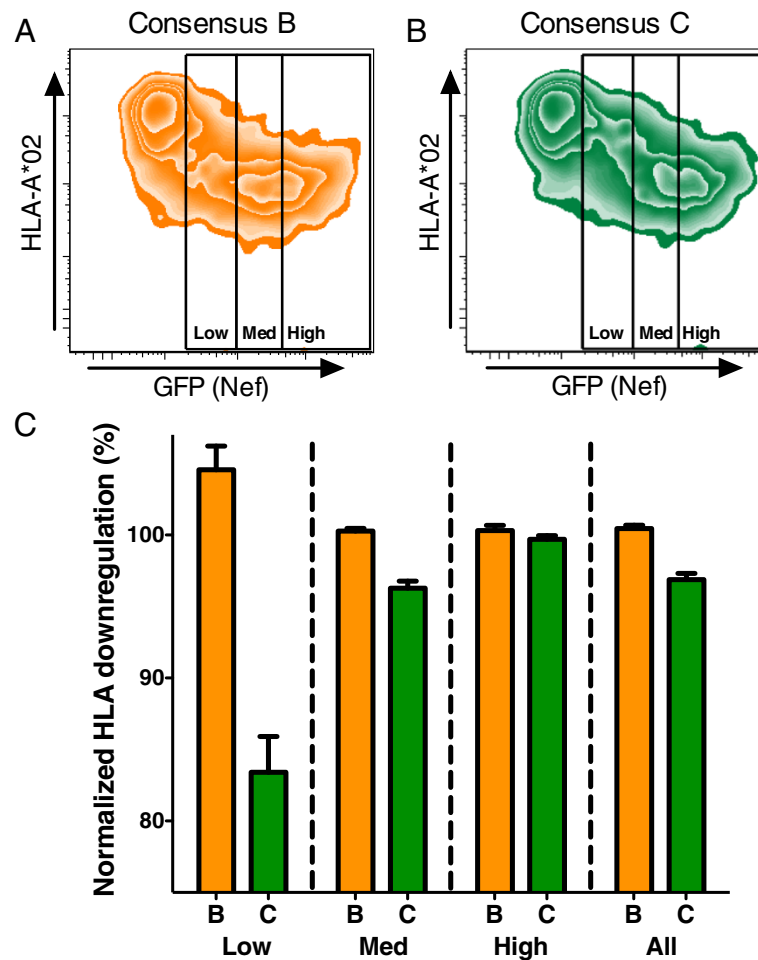 A
Consensus B
HLA-A*02
Low Med High
GFP (Nef)
B
Consensus C
HLA-A*02
Low Med High
GFP (Nef)
C
Normalized HLA downregulation (%)
100
90
80
B C B C B C B C
Low Med High All